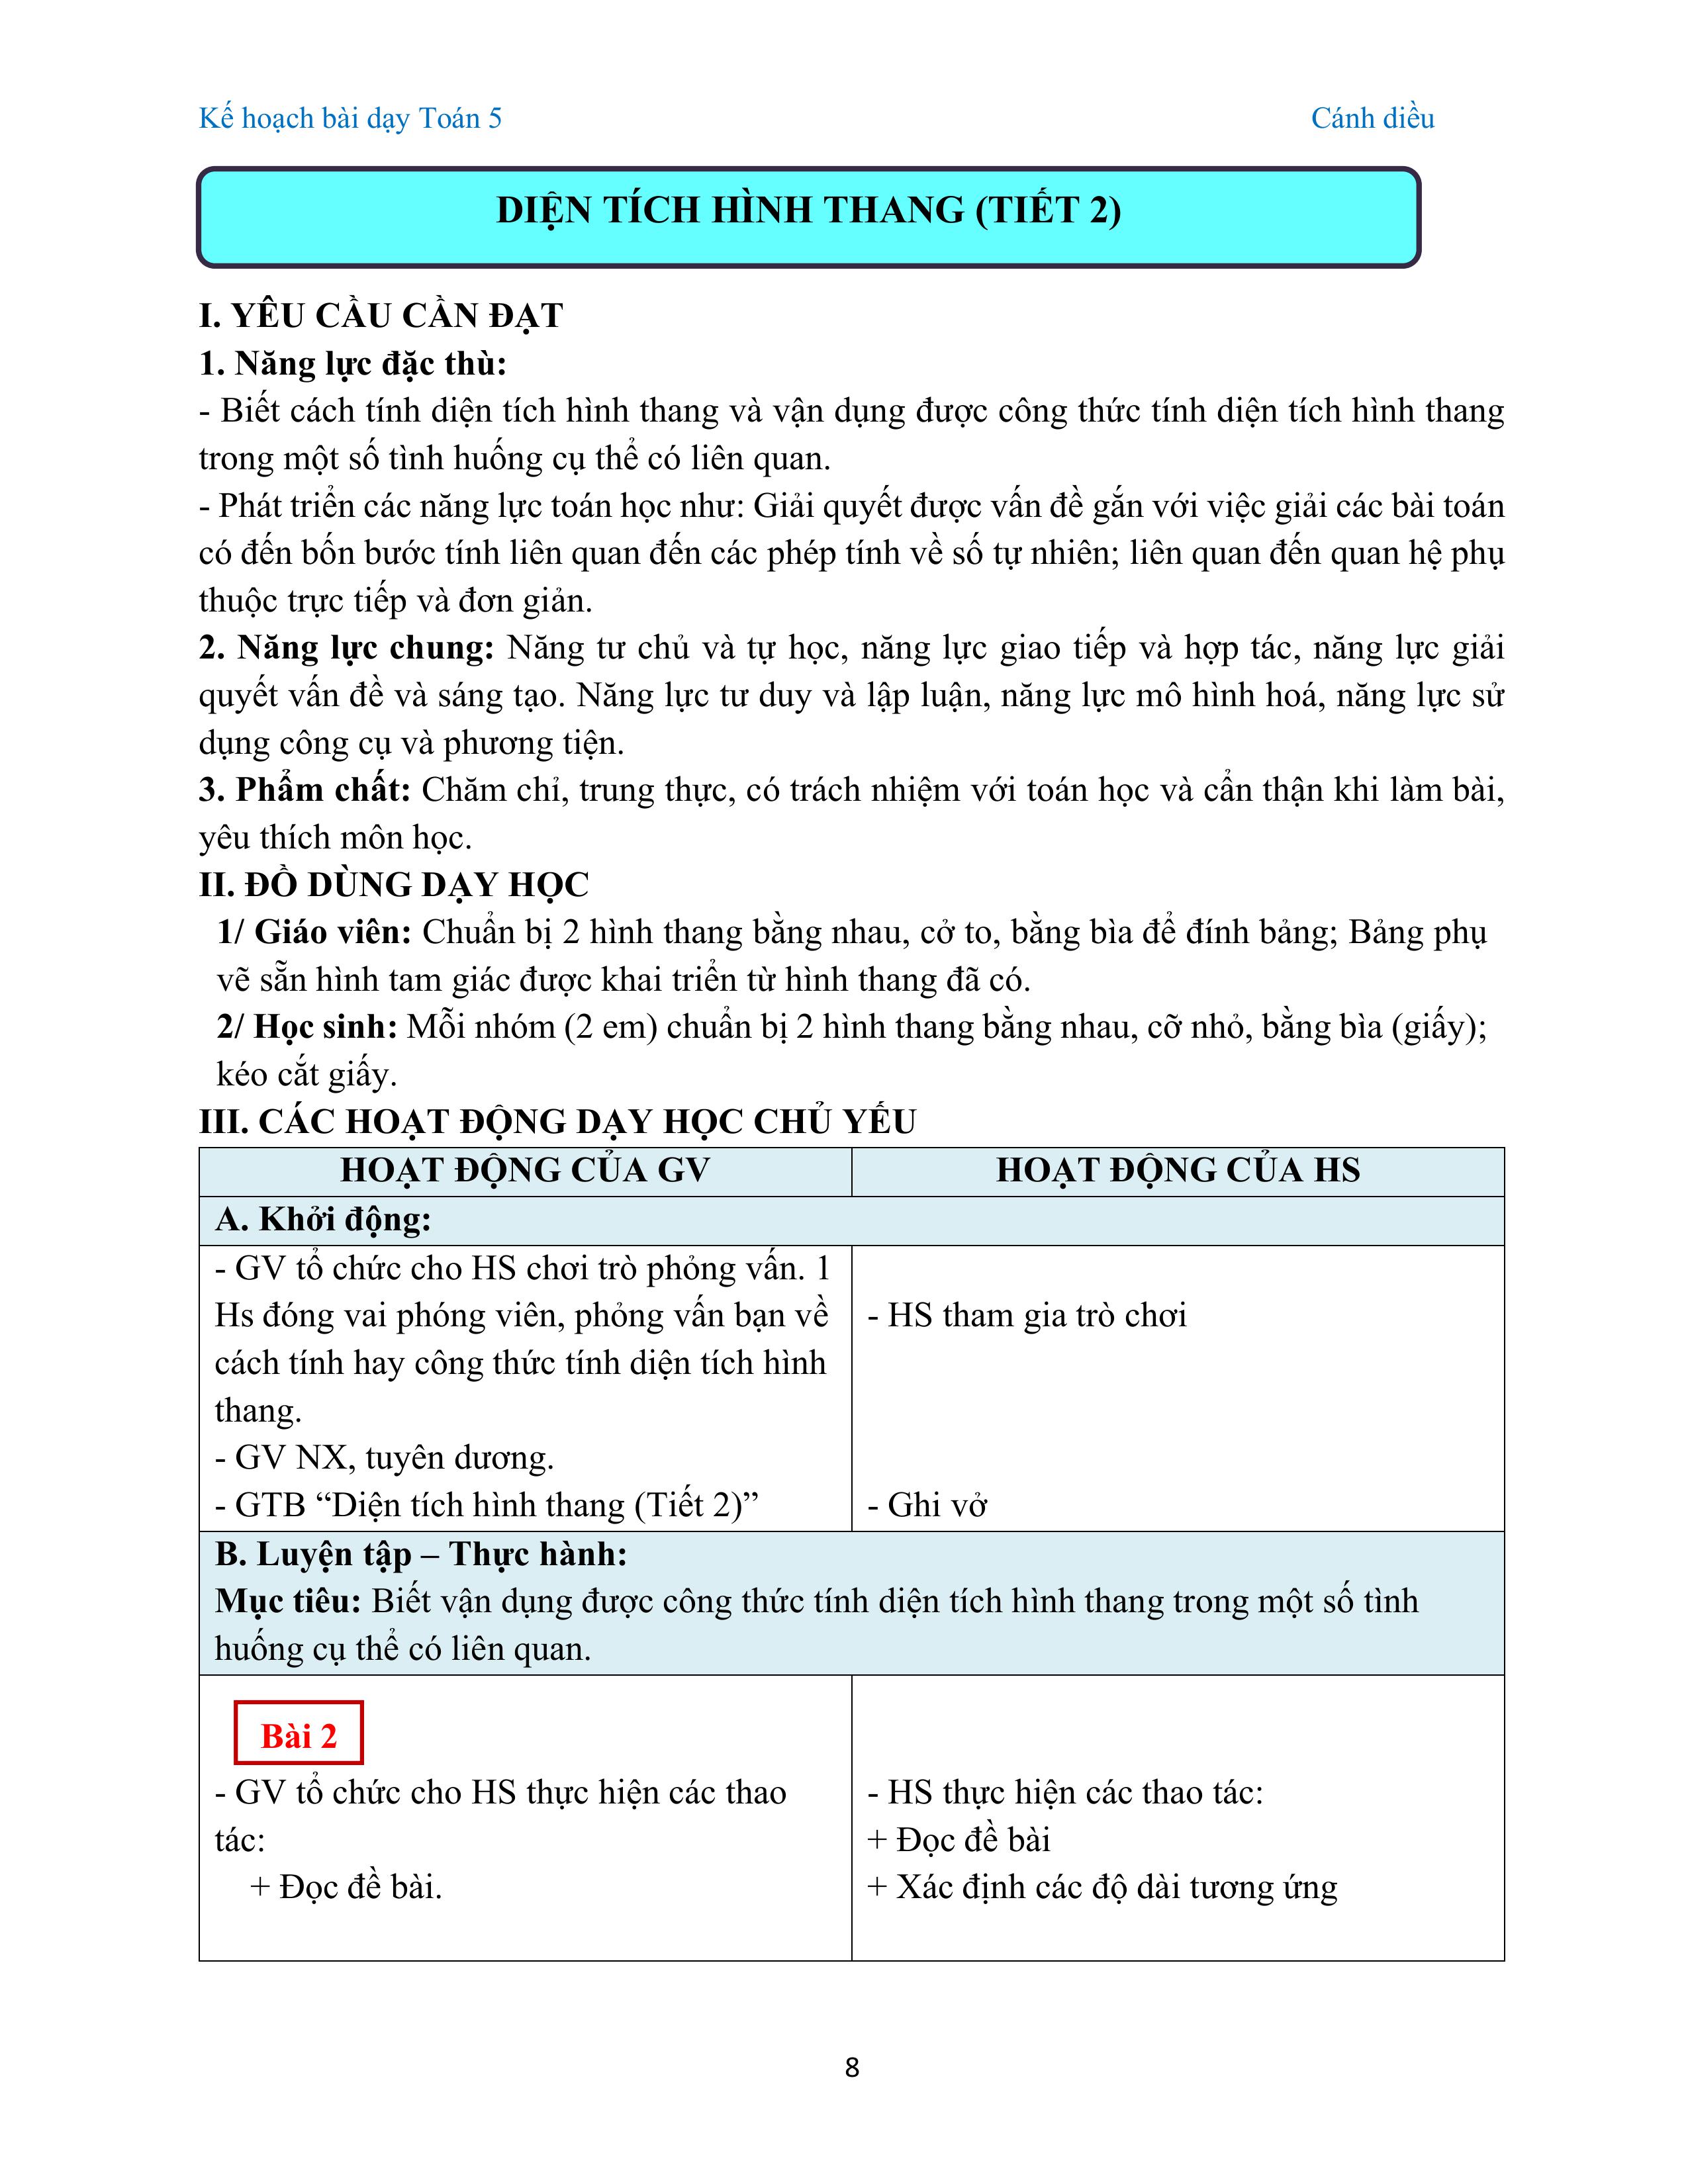 Kế hoạch bài dạy Toán 5 Cánh diều
DIỆN TÍCH HÌNH THANG (TIẾT 2)
I. YÊU CẦU CẦN ĐẠT
1. Năng lực đặc thù:
- Biết cách tính diện tích hình thang và vận dụng được công thức tính diện tích hình thang
trong một số tình huống cụ thể có liên quan.
- Phát triển các năng lực toán học như: Giải quyết được vấn đề gắn với việc giải các bài toán
có đến bốn bước tính liên quan đến các phép tính về số tự nhiên; liên quan đến quan hệ phụ
thuộc trực tiếp và đơn giản.
2. Năng lực chung: Năng tư chủ và tự học, năng lực giao tiếp và hợp tác, năng lực giải
quyết vấn đề và sáng tạo. Năng lực tư duy và lập luận, năng lực mô hình hoá, năng lực sử
dụng công cụ và phương tiện.
3. Phẩm chất: Chăm chỉ, trung thực, có trách nhiệm với toán học và cẩn thận khi làm bài,
yêu thích môn học.
II. ĐỒ DÙNG DẠY HỌC
1/ Giáo viên: Chuẩn bị 2 hình thang bằng nhau, cở to, bằng bìa để đính bảng; Bảng phụ
vẽ sẵn hình tam giác được khai triển từ hình thang đã có.
2/ Học sinh: Mỗi nhóm (2 em) chuẩn bị 2 hình thang bằng nhau, cỡ nhỏ, bằng bìa (giấy);
kéo cắt giấy.
III. CÁC HOẠT ĐỘNG DẠY HỌC CHỦ YẾU
HOẠT ĐỘNG CỦA GV
HOẠT ĐỘNG CỦA HS
A. Khởi động:
- GV tổ chức cho HS chơi trò phỏng vấn. 1
Hs đóng vai phóng viên, phỏng vấn bạn về
cách tính hay công thức tính diện tích hình
thang.
- GV NX, tuyên dương.
- GTB “Diện tích hình thang (Tiết 2)”
- HS tham gia trò chơi
- Ghi vở
B. Luyện tập – Thực hành:
Mục tiêu: Biết vận dụng được công thức tính diện tích hình thang trong một số tình
huống cụ thể có liên quan.
Bài 2
- GV tổ chức cho HS thực hiện các thao
tác:
+ Đọc đề bài.
- HS thực hiện các thao tác:
+ Đọc đề bài
+ Xác định các độ dài tương ứng
8